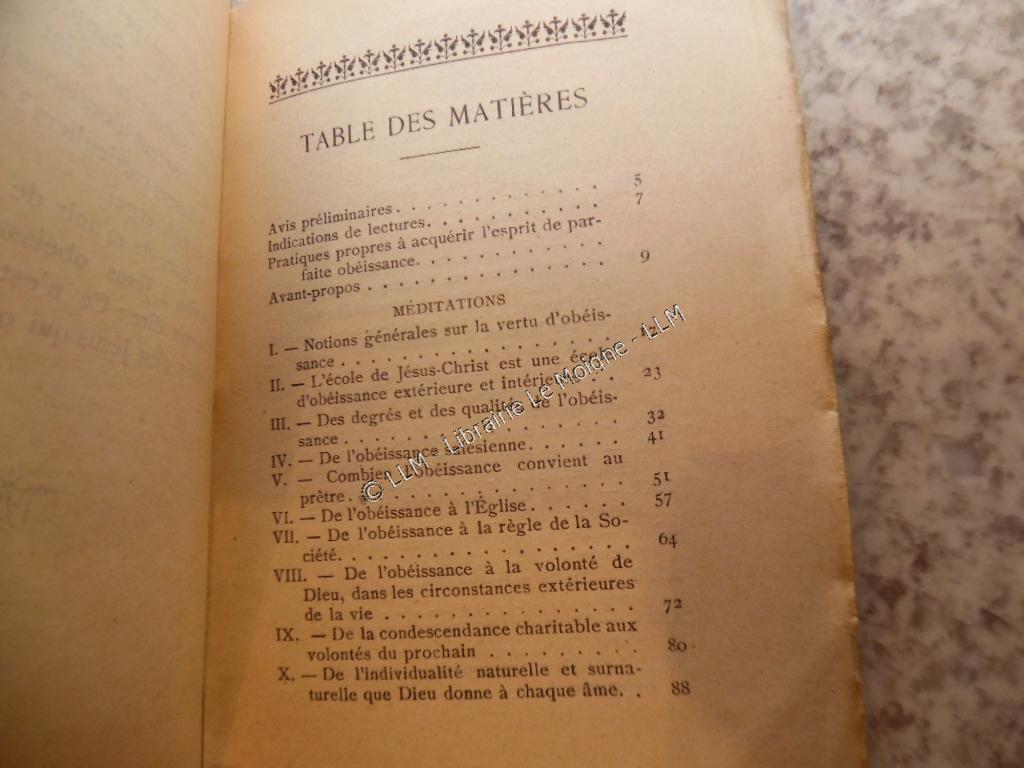 TABLE DES MATIÈRES
Avis préliminaires. . . . . . . . . . . . 5
Indications de lectures. . . . . . . . . . 7
Pratiques propres à acquérir l'esprit de par-
faite obéissance. . . . . . . . . . . .
Avant-propos . . . . . . . . . . . . . 9
MÉDITATIONS
I. — Notions générales sur la vertu d'obéis-
sance . . . . . . . . . . . . .
II. — L'école de Jésus-Christ est une école
d'obéissance extérieure et intérieure . . 23
III. — Des degrés et des qualités de l'obéis-
sance . . . . . . . . . . . . . 32
IV. — De l'obéissance salésienne. . . . . . 41
V. — Combien l'obéissance convient au
prêtre. . . . . . . . . . . . . 51
VI. — De l'obéissance à l'Église. . . . . . 57
VII. — De l'obéissance à la règle de la So-
ciété. . . . . . . . . . . . . . 64
VIII. — De l'obéissance à la volonté de
Dieu, dans les circonstances extérieures
de la vie . . . . . . . . . . . . 72
IX. — De la condescendance charitable aux
volontés du prochain . . . . . . . . 80
X. — De l'individualité naturelle et surna-
turelle que Dieu donne à chaque âme. . 88
© LLM - Librairie Le Moigne - LLM